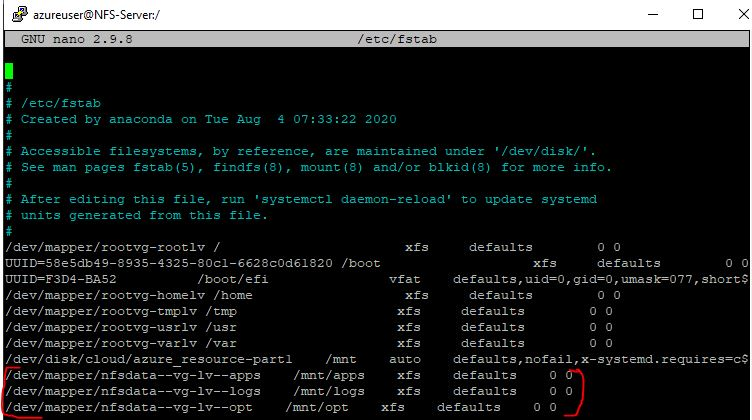 azureuser@NFS-Server:/
GNU nano 2.9.8 /etc/fstab
#
# /etc/fstab
# Created by anaconda on Tue Aug  4 07:33:22 2020
#
# Accessible filesystems, by reference, are maintained under '/dev/disk/'.
# See man pages fstab(5), findfs(8), mount(8) and/or blkid(8) for more info.
#
# After editing this file, run 'systemctl daemon-reload' to update systemd
# units generated from this file.
#
/dev/mapper/rootvg-rootlv / xfs defaults 0 0
UUID=58e5db49-8935-4325-80c1-6628c0d61820 /boot xfs defaults 0 0
UUID=F3D4-BA52 /boot/efi vfat defaults,uid=0,gid=0,umask=077,short$
/dev/mapper/rootvg-homelv /home xfs defaults 0 0
/dev/mapper/rootvg-tmplv /tmp xfs defaults 0 0
/dev/mapper/rootvg-usrlv /usr xfs defaults 0 0
/dev/mapper/rootvg-varlv /var xfs defaults 0 0
/dev/disk/cloud/azure_resource-part1 /mnt auto defaults,nofail,x-systemd.requires=c$
/dev/mapper/nfsdata--vg-lv--apps /mnt/apps xfs defaults 0 0
/dev/mapper/nfsdata--vg-lv--logs /mnt/logs xfs defaults 0 0
/dev/mapper/nfsdata--vg-lv--opt /mnt/opt xfs defaults 0 0